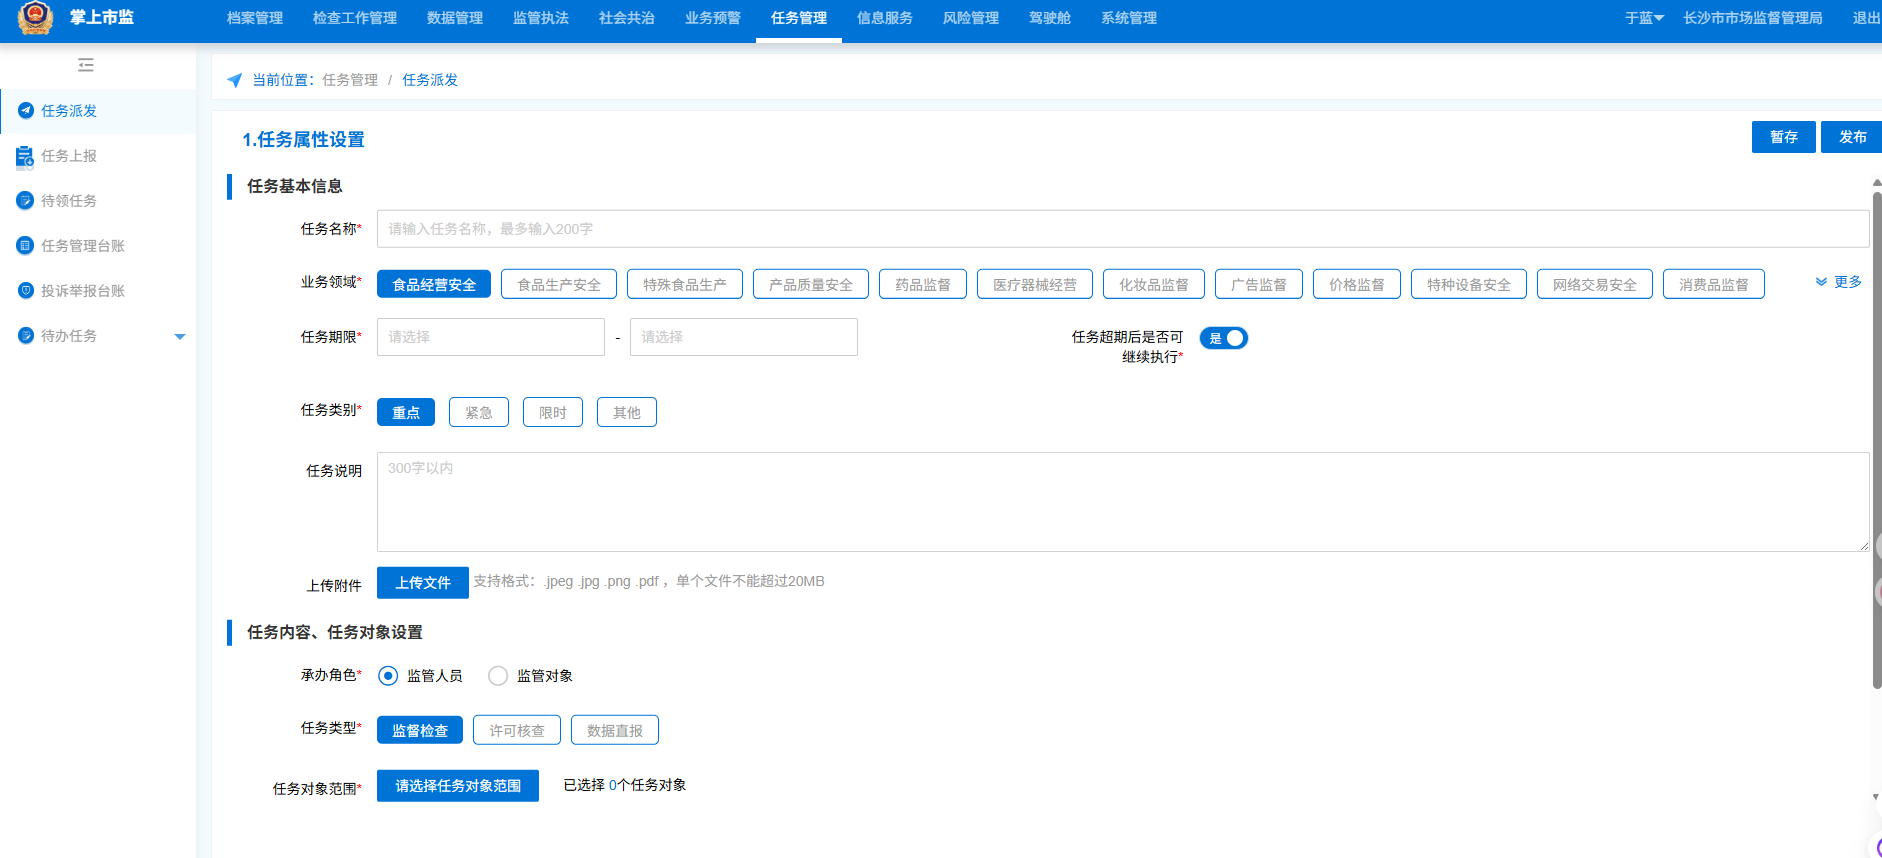 掌上市监 档案管理 检查工作管理 数据管理 监管执法 社会共治 业务预警 任务管理 信息服务 风险管理 驾驶舱 系统管理 于蓝 长沙市市场监督管理局 退出
任务派发
任务上报
待领任务
任务管理台账
投诉举报台账
待办任务
当前位置：任务管理 / 任务派发
1.任务属性设置 暂存 发布
任务基本信息
任务名称* 请输入任务名称，最多输入200字
业务领域* 食品经营安全 食品生产安全 特殊食品生产 产品质量安全 药品监督 医疗器械经营 化妆品监督 广告监督 价格监督 特种设备安全 网络交易安全 消费品监督 更多
任务期限* 请选择 - 请选择 任务超期后是否可 是
继续执行*
任务类别* 重点 紧急 限时 其他
任务说明 300字以内
上传附件 上传文件 支持格式：.jpeg .jpg .png .pdf ，单个文件不能超过20MB
任务内容、任务对象设置
承办角色* 监管人员 监管对象
任务类型* 监督检查 许可核查 数据直报
任务对象范围* 请选择任务对象范围 已选择 0个任务对象